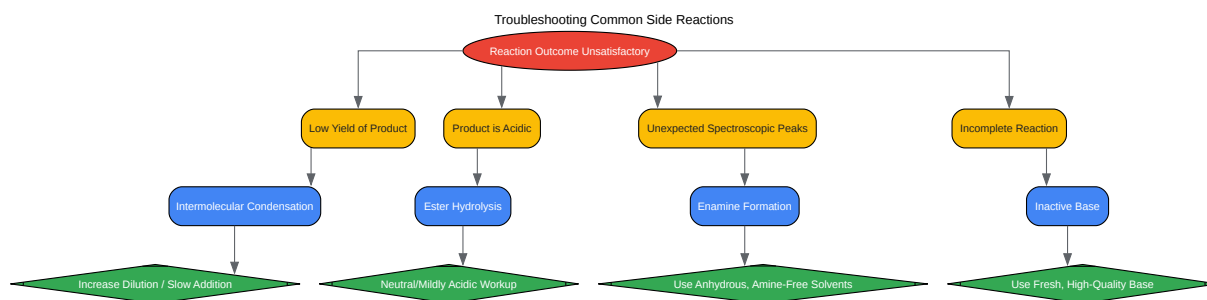 Troubleshooting Common Side Reactions
Reaction Outcome Unsatisfactory
Low Yield of Product
Product is Acidic
Unexpected Spectroscopic Peaks
Incomplete Reaction
Intermolecular Condensation
Ester Hydrolysis
Enamine Formation
Inactive Base
Increase Dilution / Slow Addition
Neutral/Mildly Acidic Workup
Use Anhydrous, Amine-Free Solvents
Use Fresh, High-Quality Base